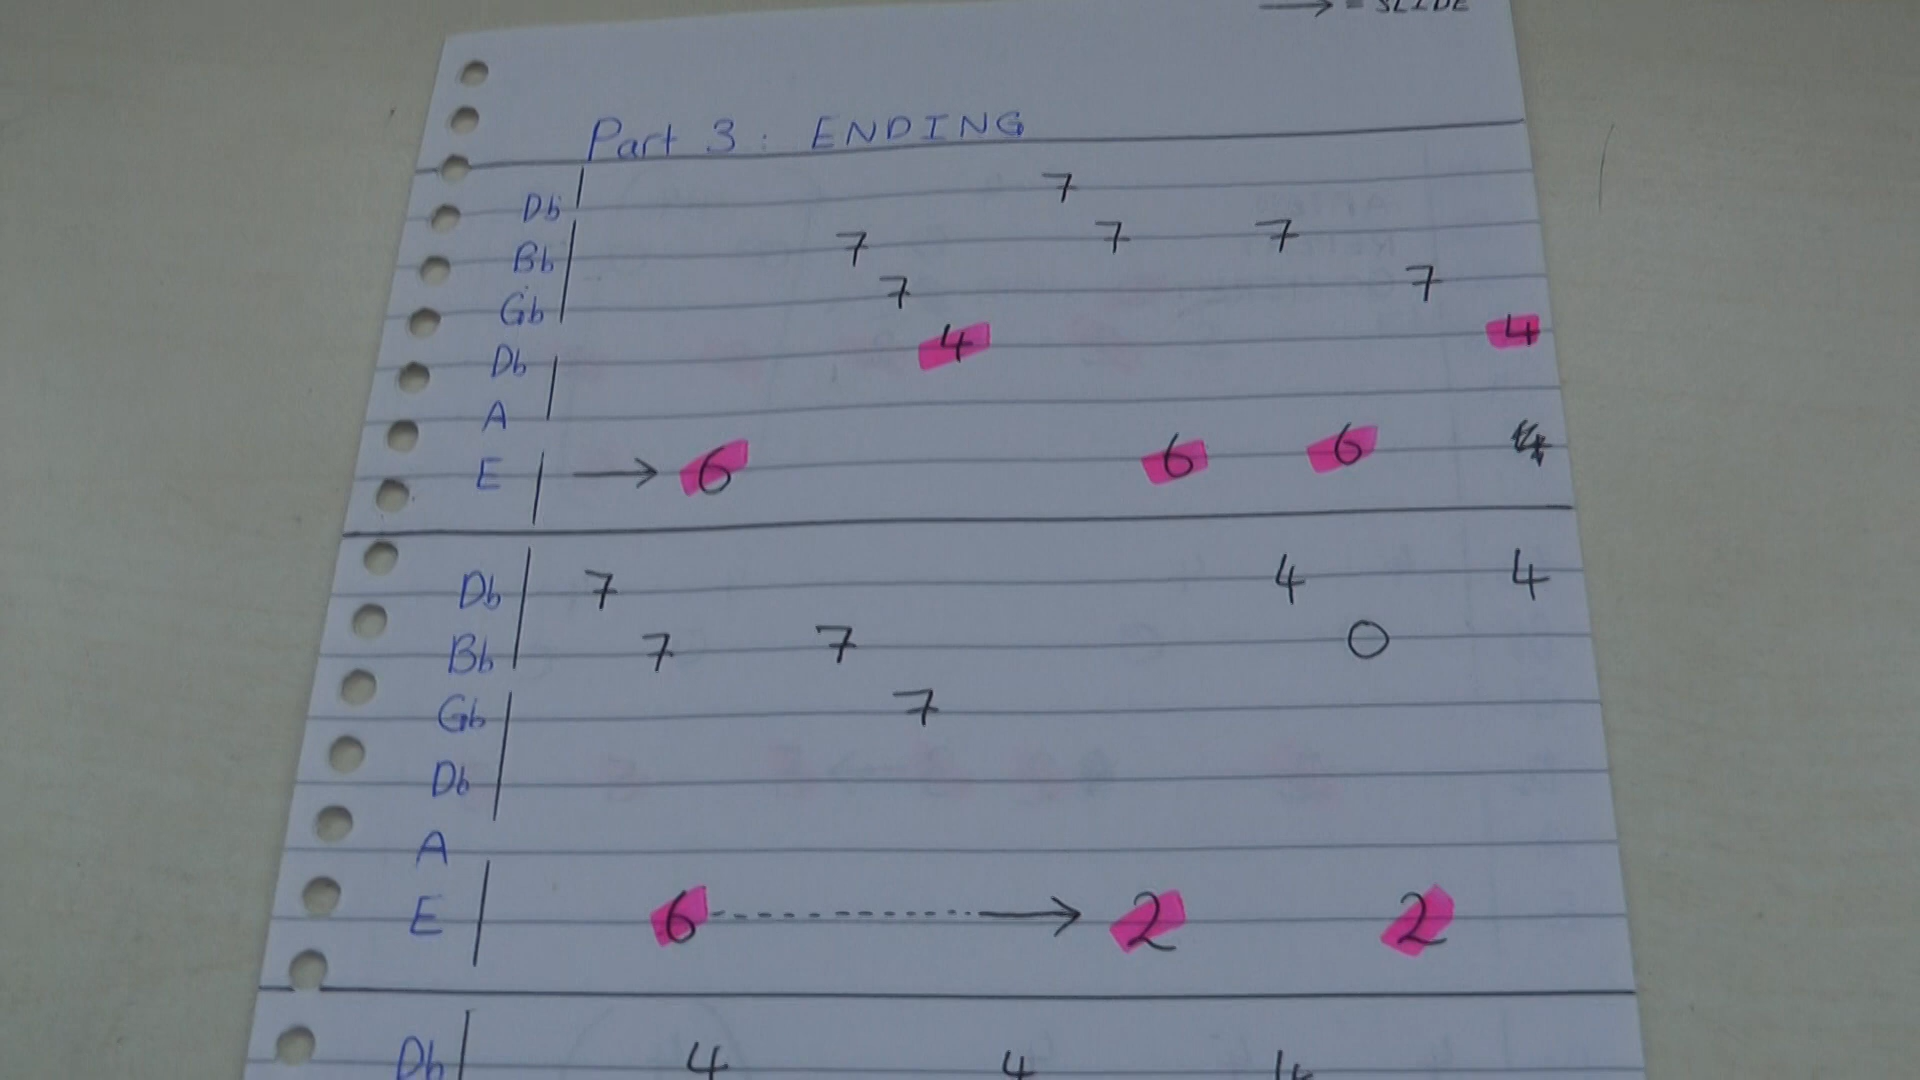 → = SLIDE
Part 3 : ENDING
Db 7
Bb 7 7 7
Gb 7 7
Db 4 4
A
E → 6 6 6
Db 7 4 4
Bb 7 7 0
Gb 7
Db
A
E 6 → 2 2
Db 4 4 4